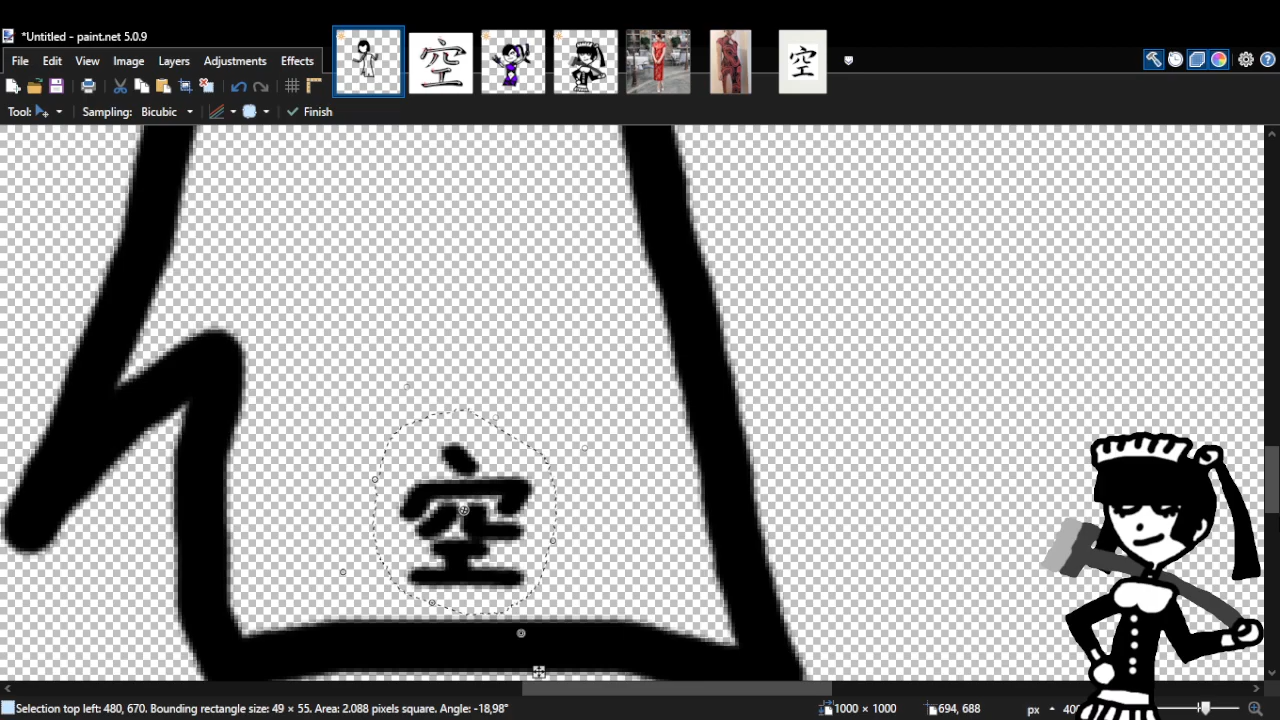 *Untitled - paint.net 5.0.9
File Edit View Image Layers Adjustments Effects
空
空
Tool: Sampling: Bicubic Finish
空
Selection top left: 480, 670. Bounding rectangle size: 49 × 55. Area: 2.088 pixels square. Angle: -18,98° 1000 × 1000 694, 688 px